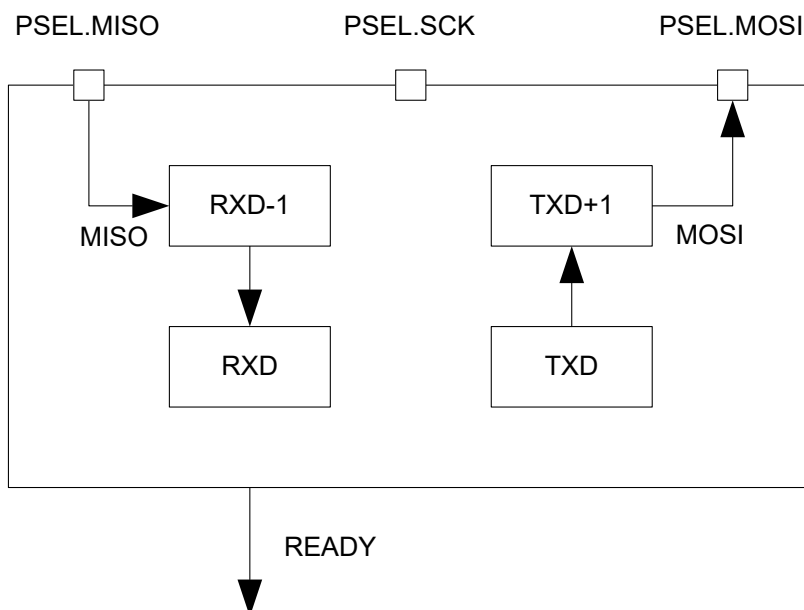 PSEL.MISO PSEL.SCK PSEL.MOSI
RXD-1 TXD+1
MISO MOSI
RXD TXD
READY